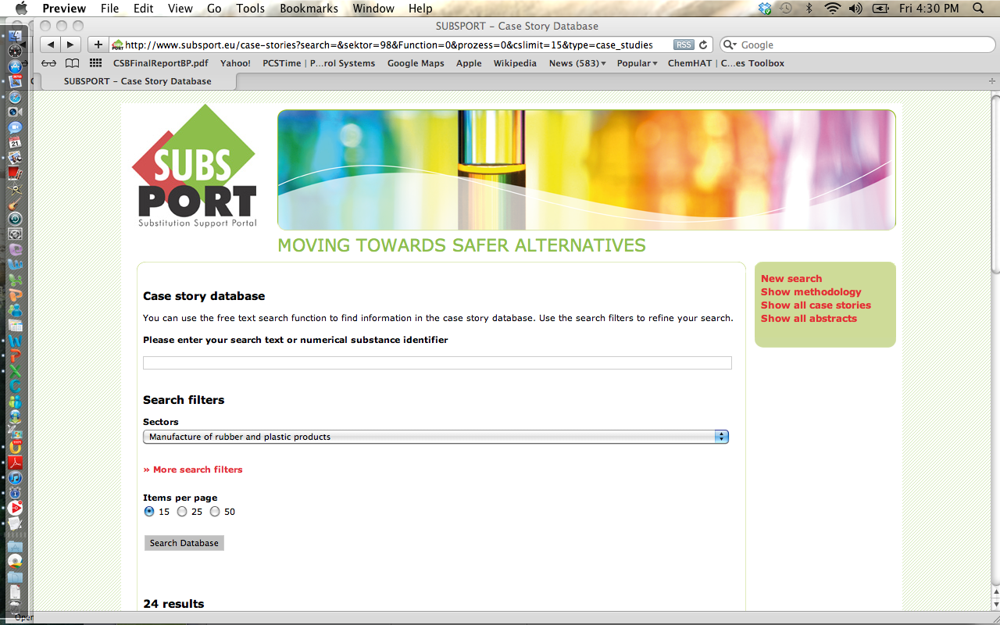 Preview File Edit View Go Tools Bookmarks Window Help Fri 4:30 PM
SUBSPORT – Case Story Database
http://www.subsport.eu/case-stories?search=&sektor=98&Function=0&prozess=0&cslimit=15&type=case_studies RSS Google
CSBFinalReportBP.pdf Yahoo! PCSTime | P...rol Systems Google Maps Apple Wikipedia News (583) Popular ChemHAT | C...es Toolbox
SUBSPORT – Case Story Database
SUBS
PORT
Substitution Support Portal
MOVING TOWARDS SAFER ALTERNATIVES
Case story database
You can use the free text search function to find information in the case story database. Use the search filters to refine your search.
Please enter your search text or numerical substance identifier
Search filters
Sectors
Manufacture of rubber and plastic products
» More search filters
Items per page
15 25 50
Search Database
24 results
New search
Show methodology
Show all case stories
Show all abstracts
21